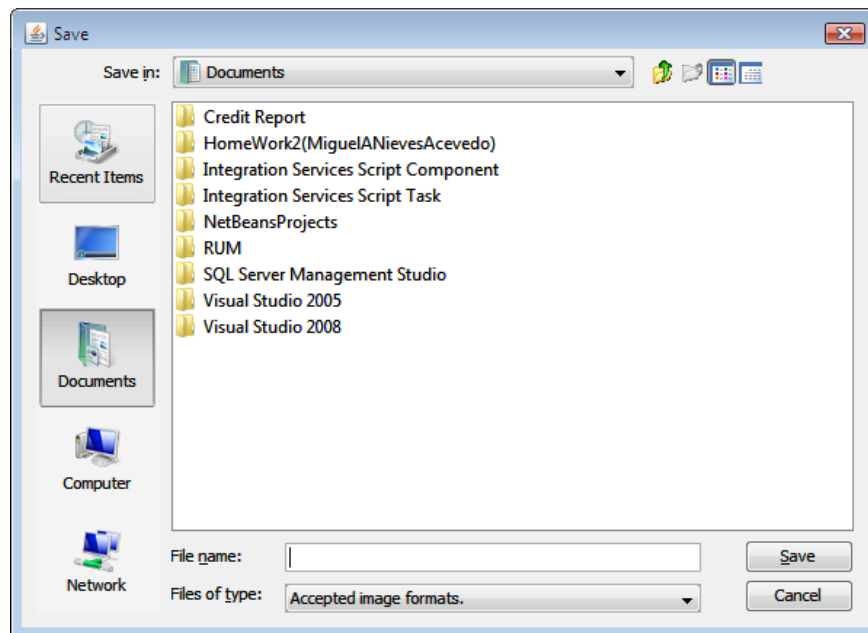 Save
Save in: Documents
Recent Items
Desktop
Documents
Computer
Network
Credit Report
HomeWork2(MiguelANievesAcevedo)
Integration Services Script Component
Integration Services Script Task
NetBeansProjects
RUM
SQL Server Management Studio
Visual Studio 2005
Visual Studio 2008
File name: Save
Files of type: Accepted image formats. Cancel